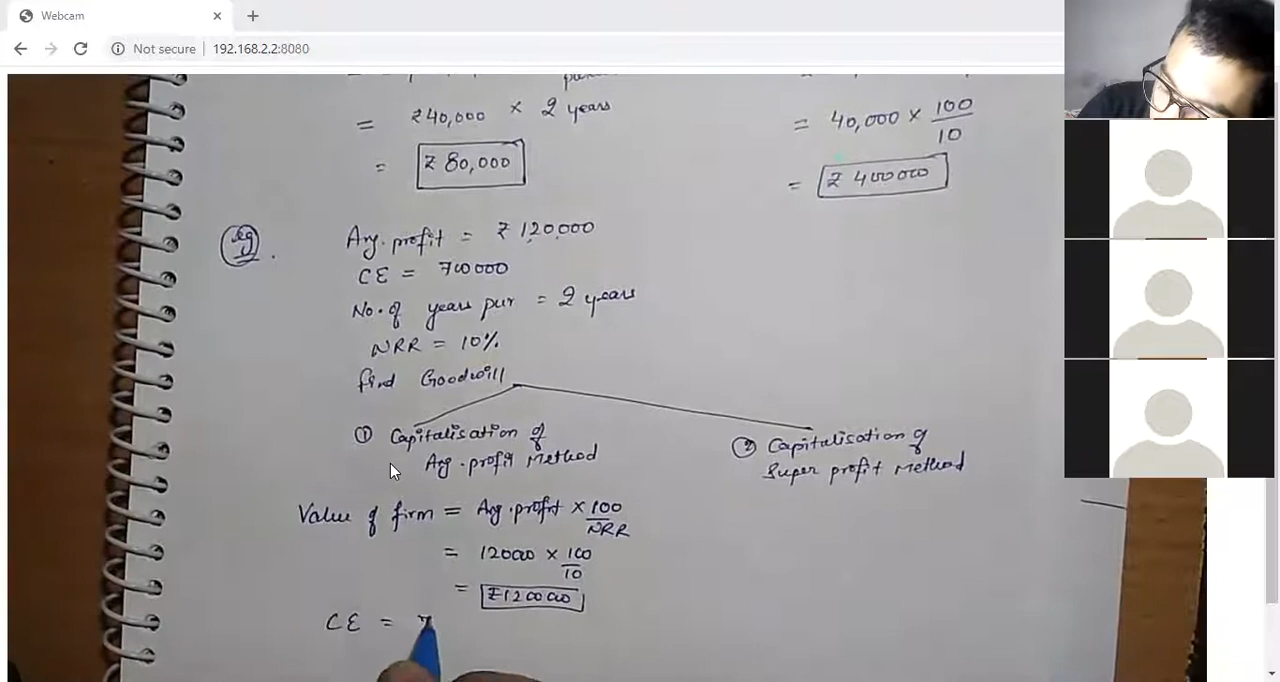 Webcam
Not secure 192.168.2.2:8080
= ₹40,000 × 2 years
= ₹ 80,000
= 40,000 × 100/10
= ₹ 400000
eg.
Avg. profit = ₹ 120,000
CE = 700000
No. of years pur = 2 years
NRR = 10%
find Goodwill
① Capitalisation of
Avg. profit Method
② Capitalisation of
Super profit Method
Value of firm = Avg. profit × 100/NRR
= 120000 × 100/10
= ₹1200000
CE =